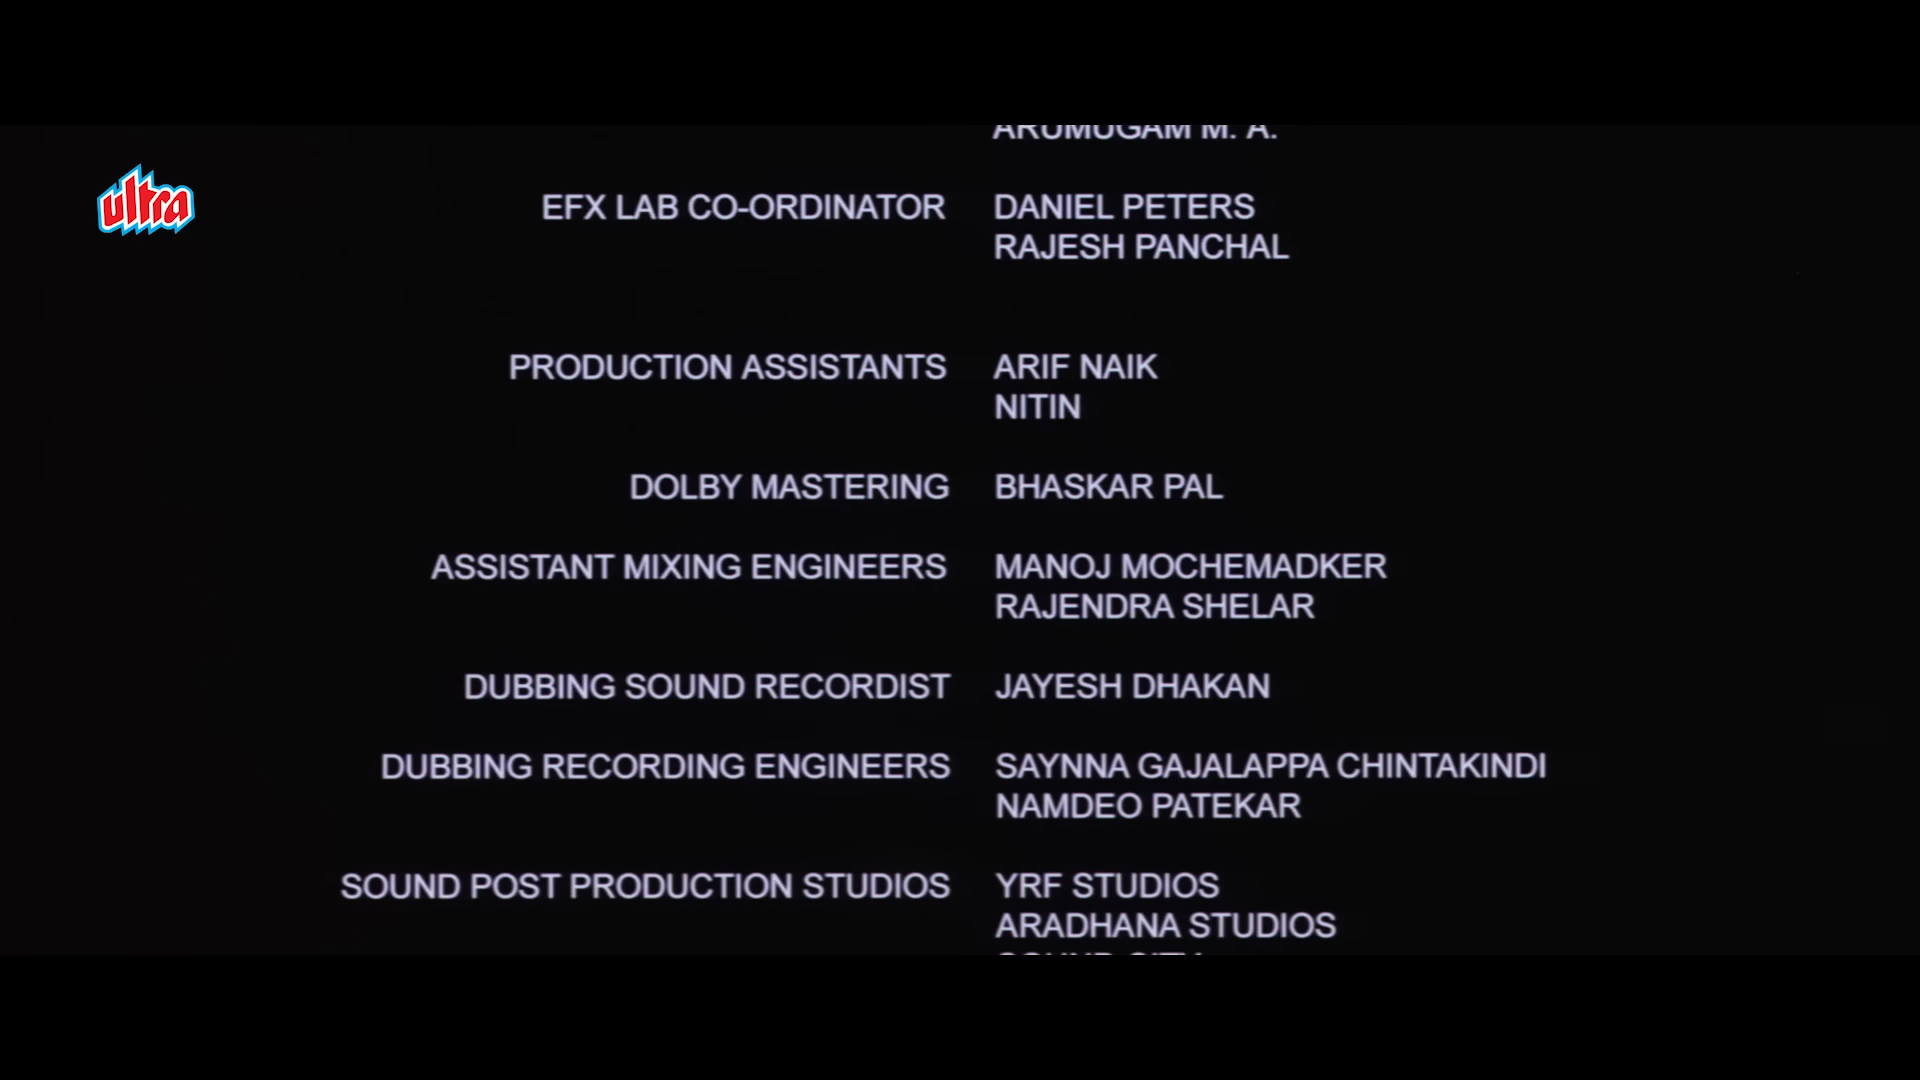 ARUMUGAM M. A.
ultra
EFX LAB CO-ORDINATOR DANIEL PETERS
RAJESH PANCHAL
PRODUCTION ASSISTANTS ARIF NAIK
NITIN
DOLBY MASTERING BHASKAR PAL
ASSISTANT MIXING ENGINEERS MANOJ MOCHEMADKER
RAJENDRA SHELAR
DUBBING SOUND RECORDIST JAYESH DHAKAN
DUBBING RECORDING ENGINEERS SAYNNA GAJALAPPA CHINTAKINDI
NAMDEO PATEKAR
SOUND POST PRODUCTION STUDIOS YRF STUDIOS
ARADHANA STUDIOS